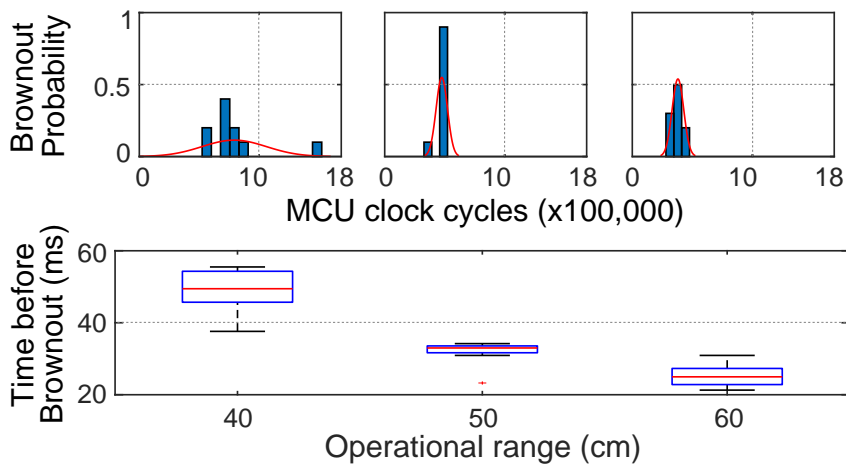 Brownout
Probability
1
0.5
0
0 10 18
0 10 18
0 10 18
MCU clock cycles (x100,000)
Time before
Brownout (ms)
60
40
20
40 50 60
Operational range (cm)